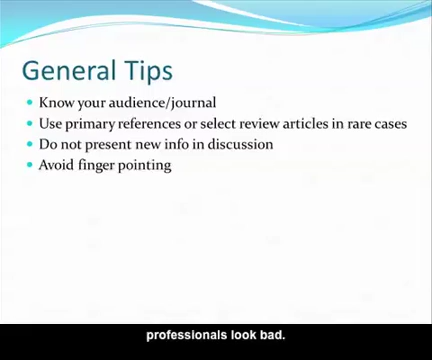 General Tips
Know your audience/journal
Use primary references or select review articles in rare cases
Do not present new info in discussion
Avoid finger pointing
professionals look bad.